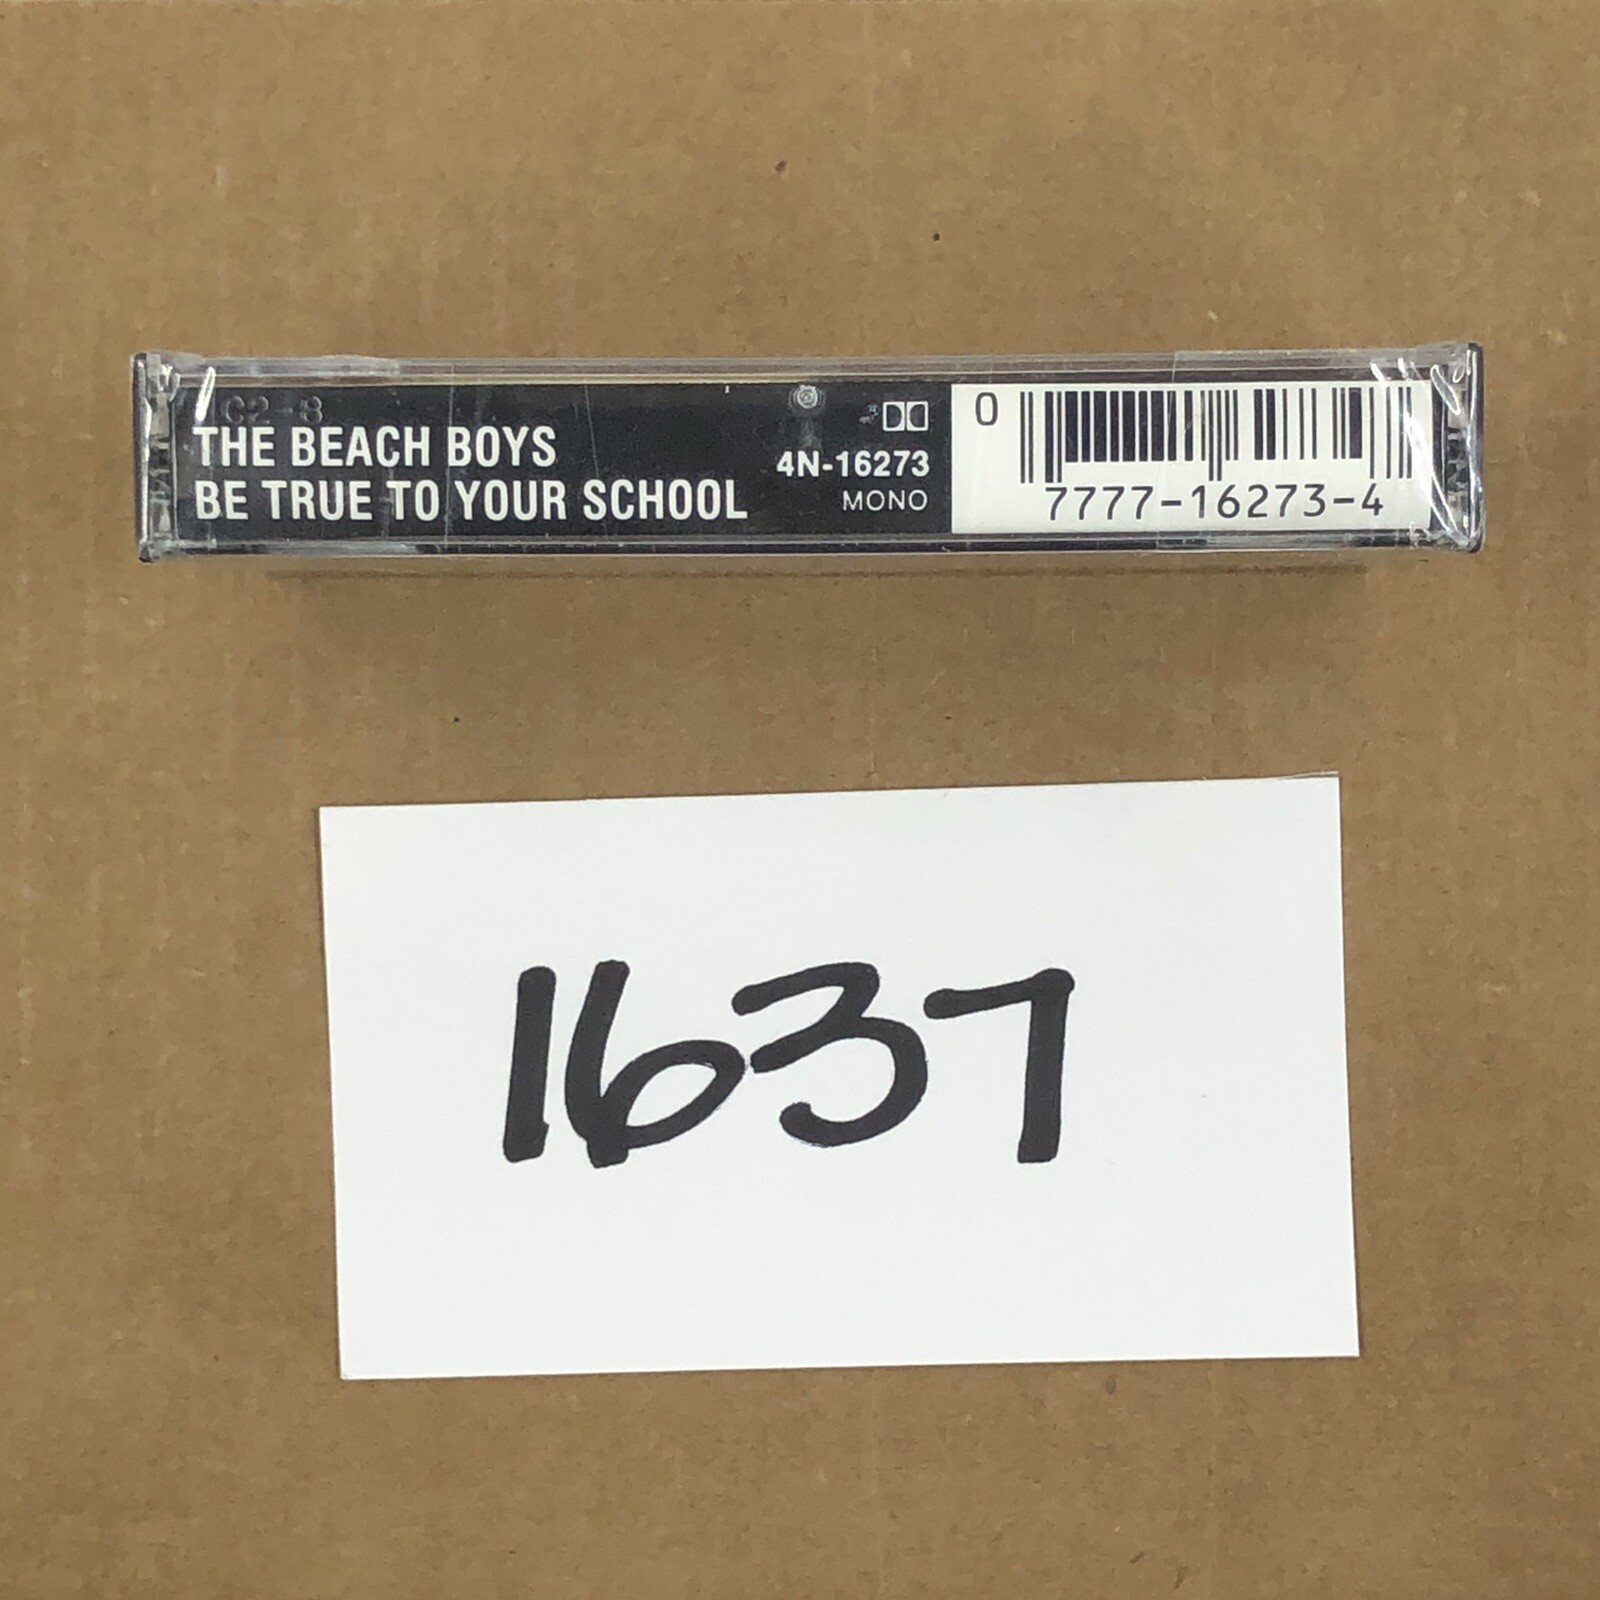 THE BEACH BOYS
BE TRUE TO YOUR SCHOOL
4N-16273
MONO
0
7777-16273-4
1637